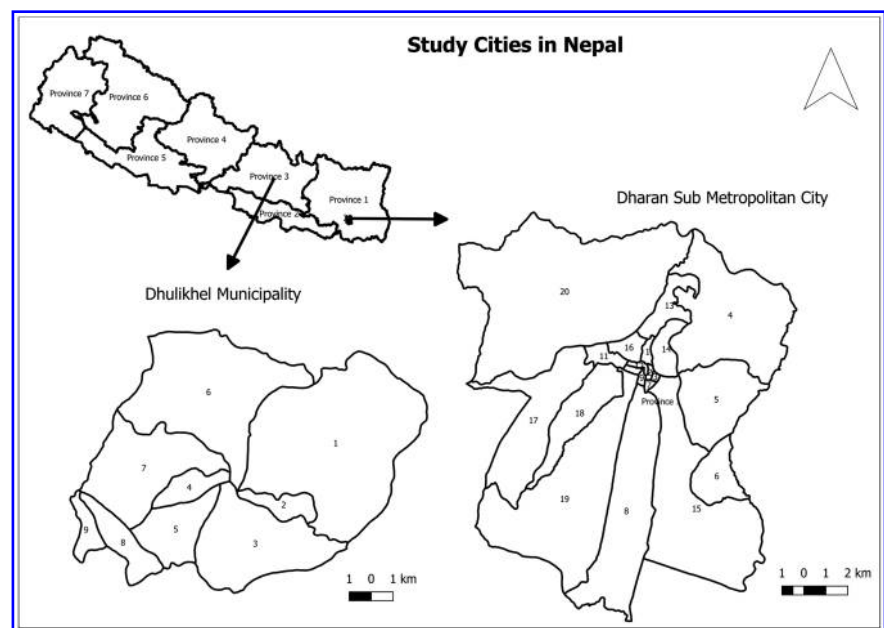 Study Cities in Nepal
Province 7
Province 6
Province 4
Province 5
Province 3
Province 1
Province 2
Dharan Sub Metropolitan City
Dhulikhel Municipality
20
13
4
16
1
14
11
5
Province
17
18
6
19
8
15
6
1
7
4
2
5
3
9
8
1 0 1 km
1 0 1 2 km